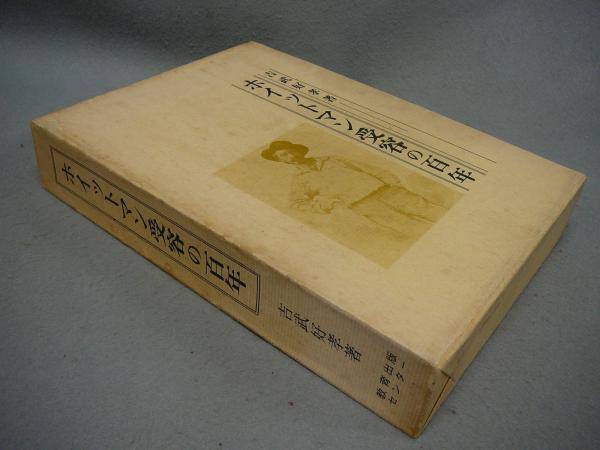 吉武好孝著
ホイットマン受容の百年
ホイットマン受容の百年
吉武好孝著
教育出版
センター